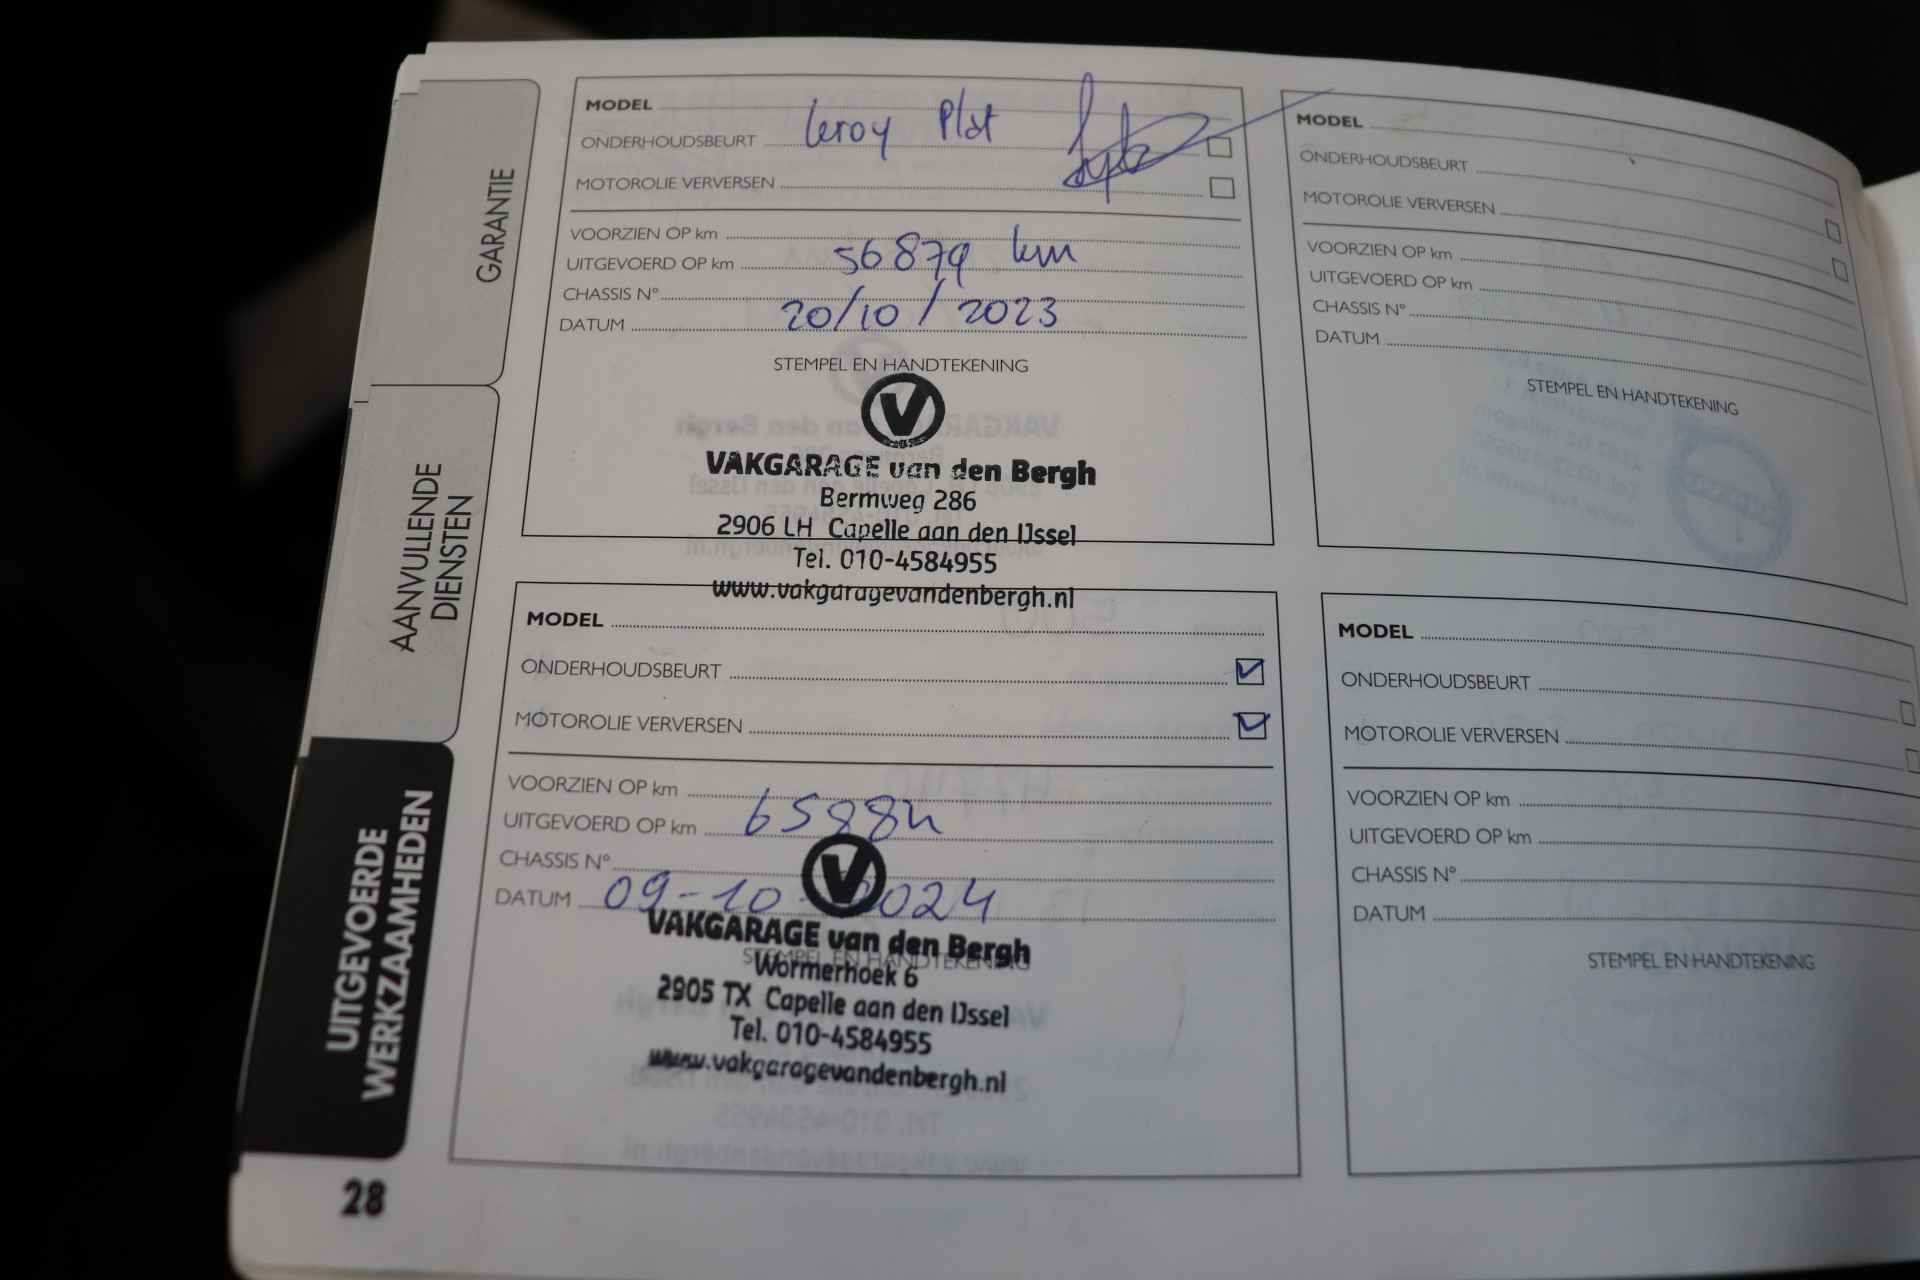 GARANTIE
AANVULLENDE
DIENSTEN
UITGEVOERDE
WERKZAAMHEDEN
28
MODEL
ONDERHOUDSBEURT Leroy Plat
MOTOROLIE VERVERSEN
VOORZIEN OP km
UITGEVOERD OP km 56879 km
CHASSIS N°
DATUM 20/10/2023
STEMPEL EN HANDTEKENING
V
VAKGARAGE van den Bergh
Bermweg 286
2906 LH Capelle aan den IJssel
Tel. 010-4584955
www.vakgaragevandenbergh.nl
MODEL
ONDERHOUDSBEURT
MOTOROLIE VERVERSEN
VOORZIEN OP km
UITGEVOERD OP km
CHASSIS N°
DATUM 09-10-2024
V
VAKGARAGE van den Bergh
STEMPEL EN HANDTEKENING
Wormerhoek 6
2905 TX Capelle aan den IJssel
Tel. 010-4584955
www.vakgaragevandenbergh.nl
MODEL
ONDERHOUDSBEURT
MOTOROLIE VERVERSEN
VOORZIEN OP km
UITGEVOERD OP km
CHASSIS N°
DATUM
STEMPEL EN HANDTEKENING
MODEL
ONDERHOUDSBEURT
MOTOROLIE VERVERSEN
VOORZIEN OP km
UITGEVOERD OP km
CHASSIS N°
DATUM
STEMPEL EN HANDTEKENING